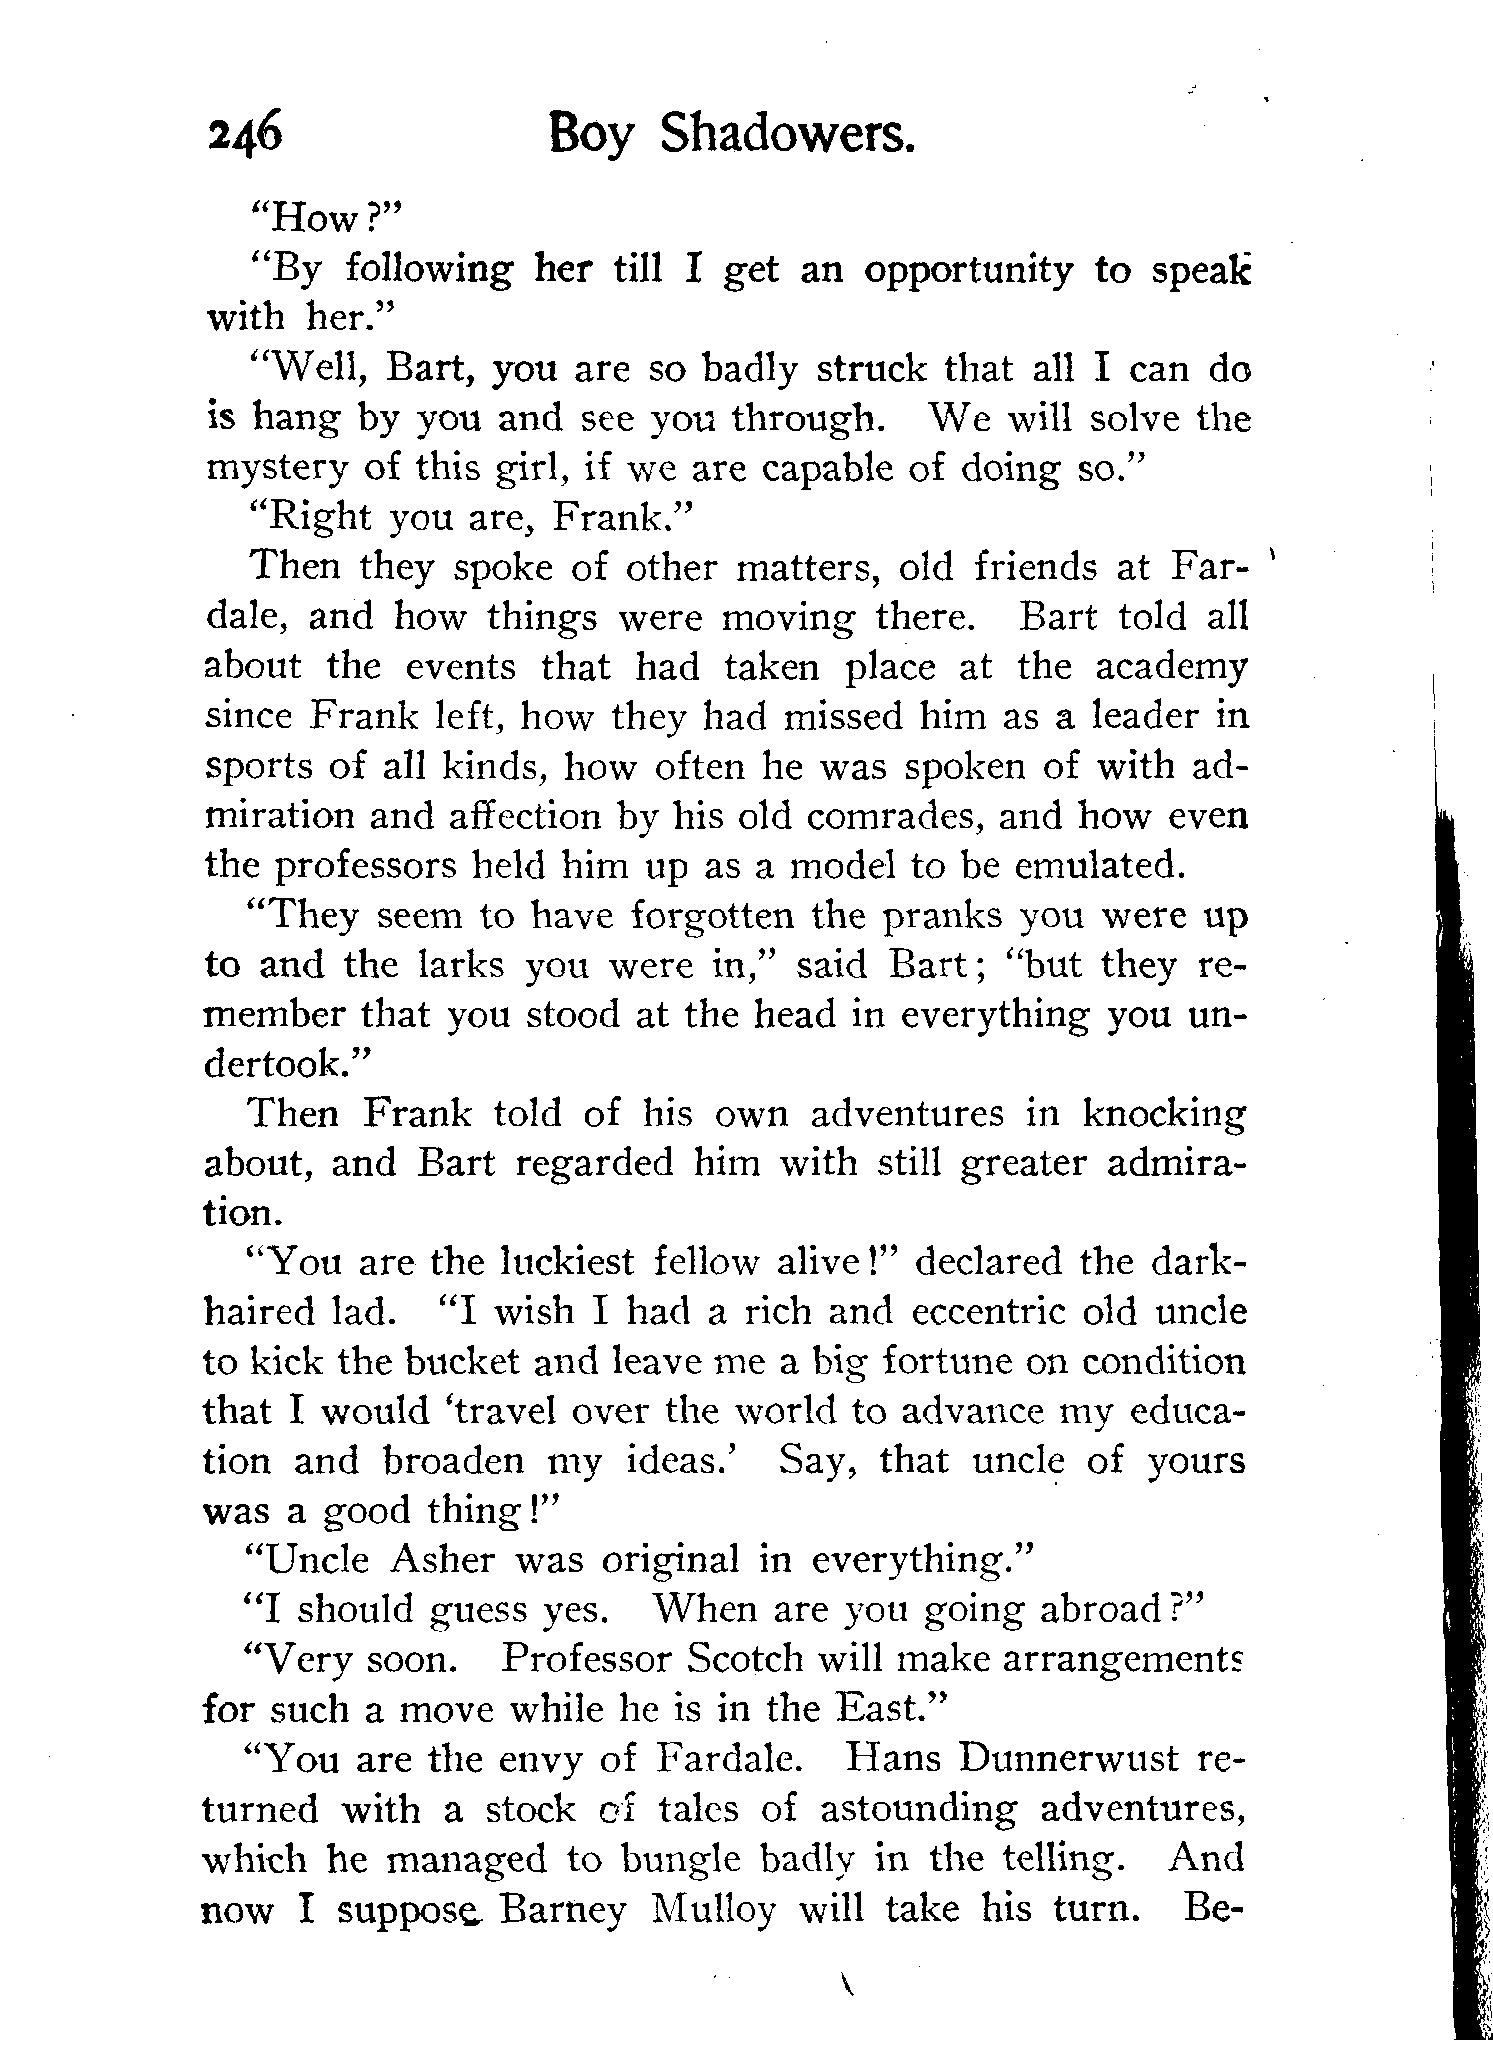 246 Boy Shadowers.
"How?"
"By following her till I get an opportunity to speak
with her."
"Well, Bart, you are so badly struck that all I can do
is hang by you and see you through. We will solve the
mystery of this girl, if we are capable of doing so."
"Right you are, Frank."
Then they spoke of other matters, old friends at Far-
dale, and how things were moving there. Bart told all
about the events that had taken place at the academy
since Frank left, how they had missed him as a leader in
sports of all kinds, how often he was spoken of with ad-
miration and affection by his old comrades, and how even
the professors held him up as a model to be emulated.
"They seem to have forgotten the pranks you were up
to and the larks you were in," said Bart; "but they re-
member that you stood at the head in everything you un-
dertook."
Then Frank told of his own adventures in knocking
about, and Bart regarded him with still greater admira-
tion.
"You are the luckiest fellow alive!" declared the dark-
haired lad. "I wish I had a rich and eccentric old uncle
to kick the bucket and leave me a big fortune on condition
that I would 'travel over the world to advance my educa-
tion and broaden my ideas.' Say, that uncle of yours
was a good thing!"
"Uncle Asher was original in everything."
"I should guess yes. When are you going abroad?"
"Very soon. Professor Scotch will make arrangements
for such a move while he is in the East."
"You are the envy of Fardale. Hans Dunnerwust re-
turned with a stock of tales of astounding adventures,
which he managed to bungle badly in the telling. And
now I suppose Barney Mulloy will take his turn. Be-